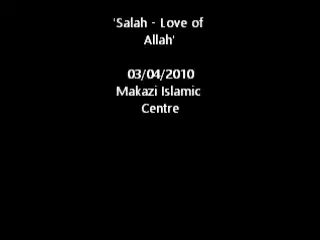 'Salah - Love of
Allah'
03/04/2010
Makazi Islamic
Centre